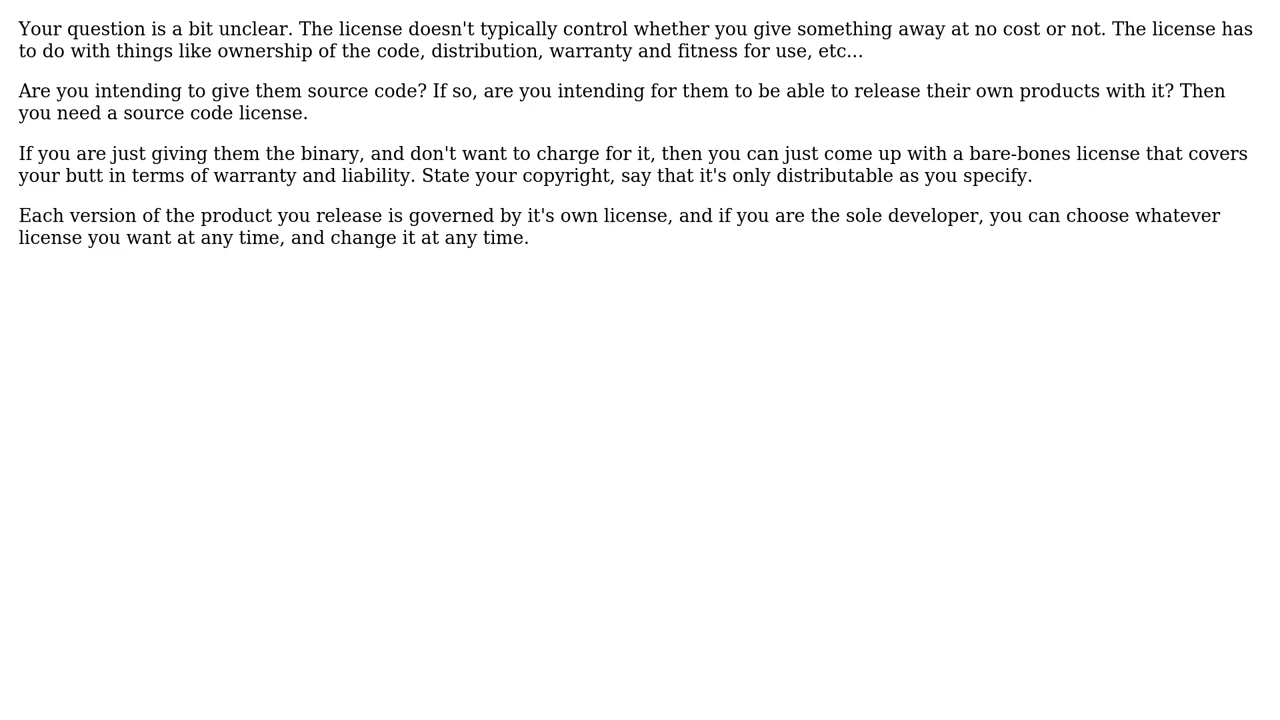 Your question is a bit unclear. The license doesn't typically control whether you give something away at no cost or not. The license has
to do with things like ownership of the code, distribution, warranty and fitness for use, etc...
Are you intending to give them source code? If so, are you intending for them to be able to release their own products with it? Then
you need a source code license.
If you are just giving them the binary, and don't want to charge for it, then you can just come up with a bare-bones license that covers
your butt in terms of warranty and liability. State your copyright, say that it's only distributable as you specify.
Each version of the product you release is governed by it's own license, and if you are the sole developer, you can choose whatever
license you want at any time, and change it at any time.